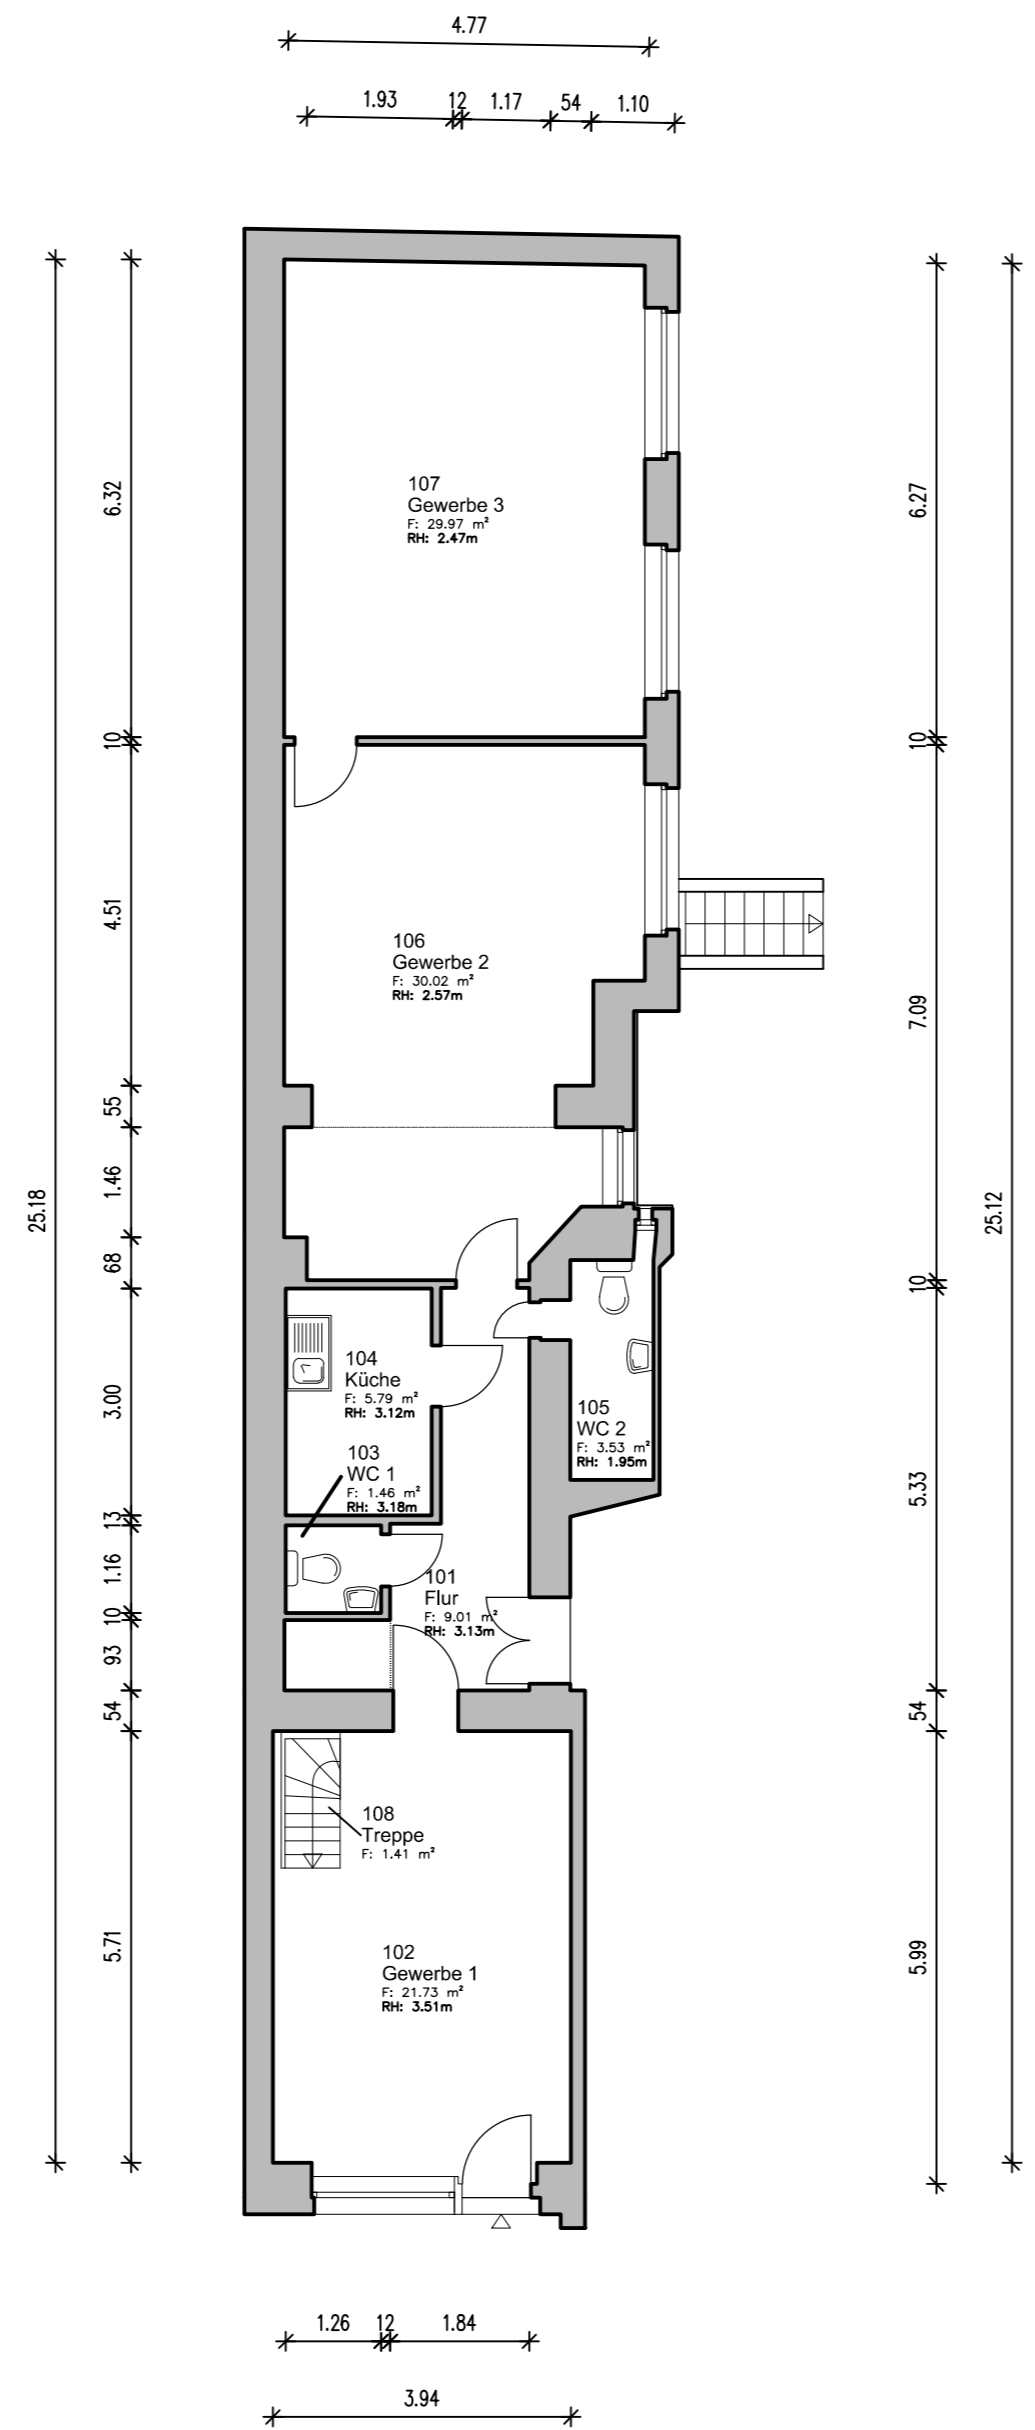 4.77
1.93 12 1.17 54 1.10
107
Gewerbe 3
F: 29.97 m²
RH: 2.47m
6.32
6.27
10
10
106
Gewerbe 2
F: 30.02 m²
RH: 2.57m
4.51
7.09
55
1.46
68
25.18
25.12
10
104
Küche
F: 5.79 m²
RH: 3.12m
3.00
105
WC 2
F: 3.53 m²
RH: 1.95m
103
WC 1
F: 1.46 m²
RH: 3.18m
5.33
13
1.16
10
93
54
101
Flur
F: 9.01 m²
RH: 3.13m
54
108
Treppe
F: 1.41 m²
5.71
5.99
102
Gewerbe 1
F: 21.73 m²
RH: 3.51m
1.26 12 1.84
3.94